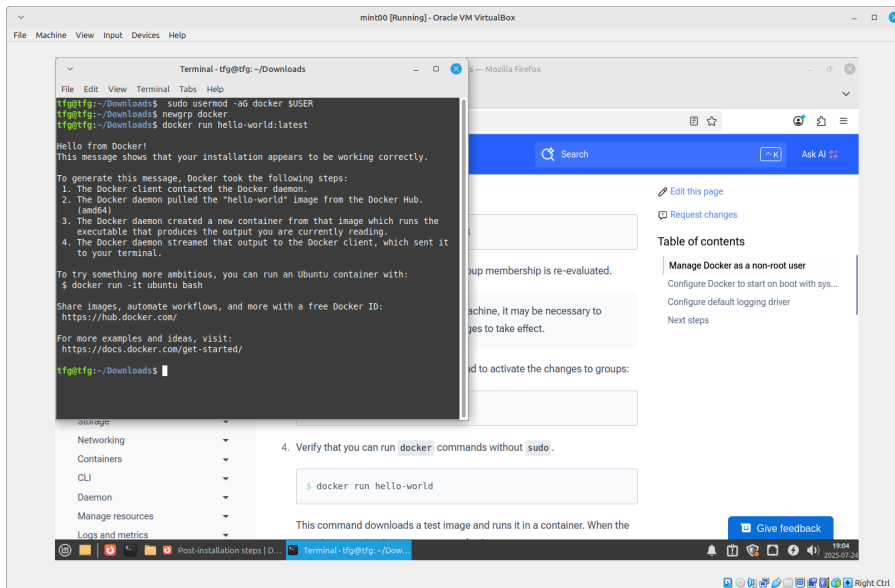 mint00 [Running] - Oracle VM VirtualBox
File Machine View Input Devices Help
Terminal - tfg@tfg: ~/Downloads
s — Mozilla Firefox
File Edit View Terminal Tabs Help
tfg@tfg:~/Downloads$ sudo usermod -aG docker $USER
tfg@tfg:~/Downloads$ newgrp docker
tfg@tfg:~/Downloads$ docker run hello-world:latest
Hello from Docker!
This message shows that your installation appears to be working correctly.
To generate this message, Docker took the following steps:
1. The Docker client contacted the Docker daemon.
2. The Docker daemon pulled the "hello-world" image from the Docker Hub.
(amd64)
3. The Docker daemon created a new container from that image which runs the
executable that produces the output you are currently reading.
4. The Docker daemon streamed that output to the Docker client, which sent it
to your terminal.
To try something more ambitious, you can run an Ubuntu container with:
$ docker run -it ubuntu bash
Share images, automate workflows, and more with a free Docker ID:
https://hub.docker.com/
For more examples and ideas, visit:
https://docs.docker.com/get-started/
tfg@tfg:~/Downloads$
Search
^ K
Ask AI
Edit this page
Request changes
Table of contents
Manage Docker as a non-root user
Configure Docker to start on boot with sys...
Configure default logging driver
Next steps
oup membership is re-evaluated.
achine, it may be necessary to
ges to take effect.
nd to activate the changes to groups:
Storage
Networking
Containers
CLI
Daemon
Manage resources
Logs and metrics
4. Verify that you can run docker commands without sudo.
$ docker run hello-world
This command downloads a test image and runs it in a container. When the
Give feedback
Post-installation steps | D...
Terminal - tfg@tfg: ~/Dow...
19:04
2025-07-24
Right Ctrl